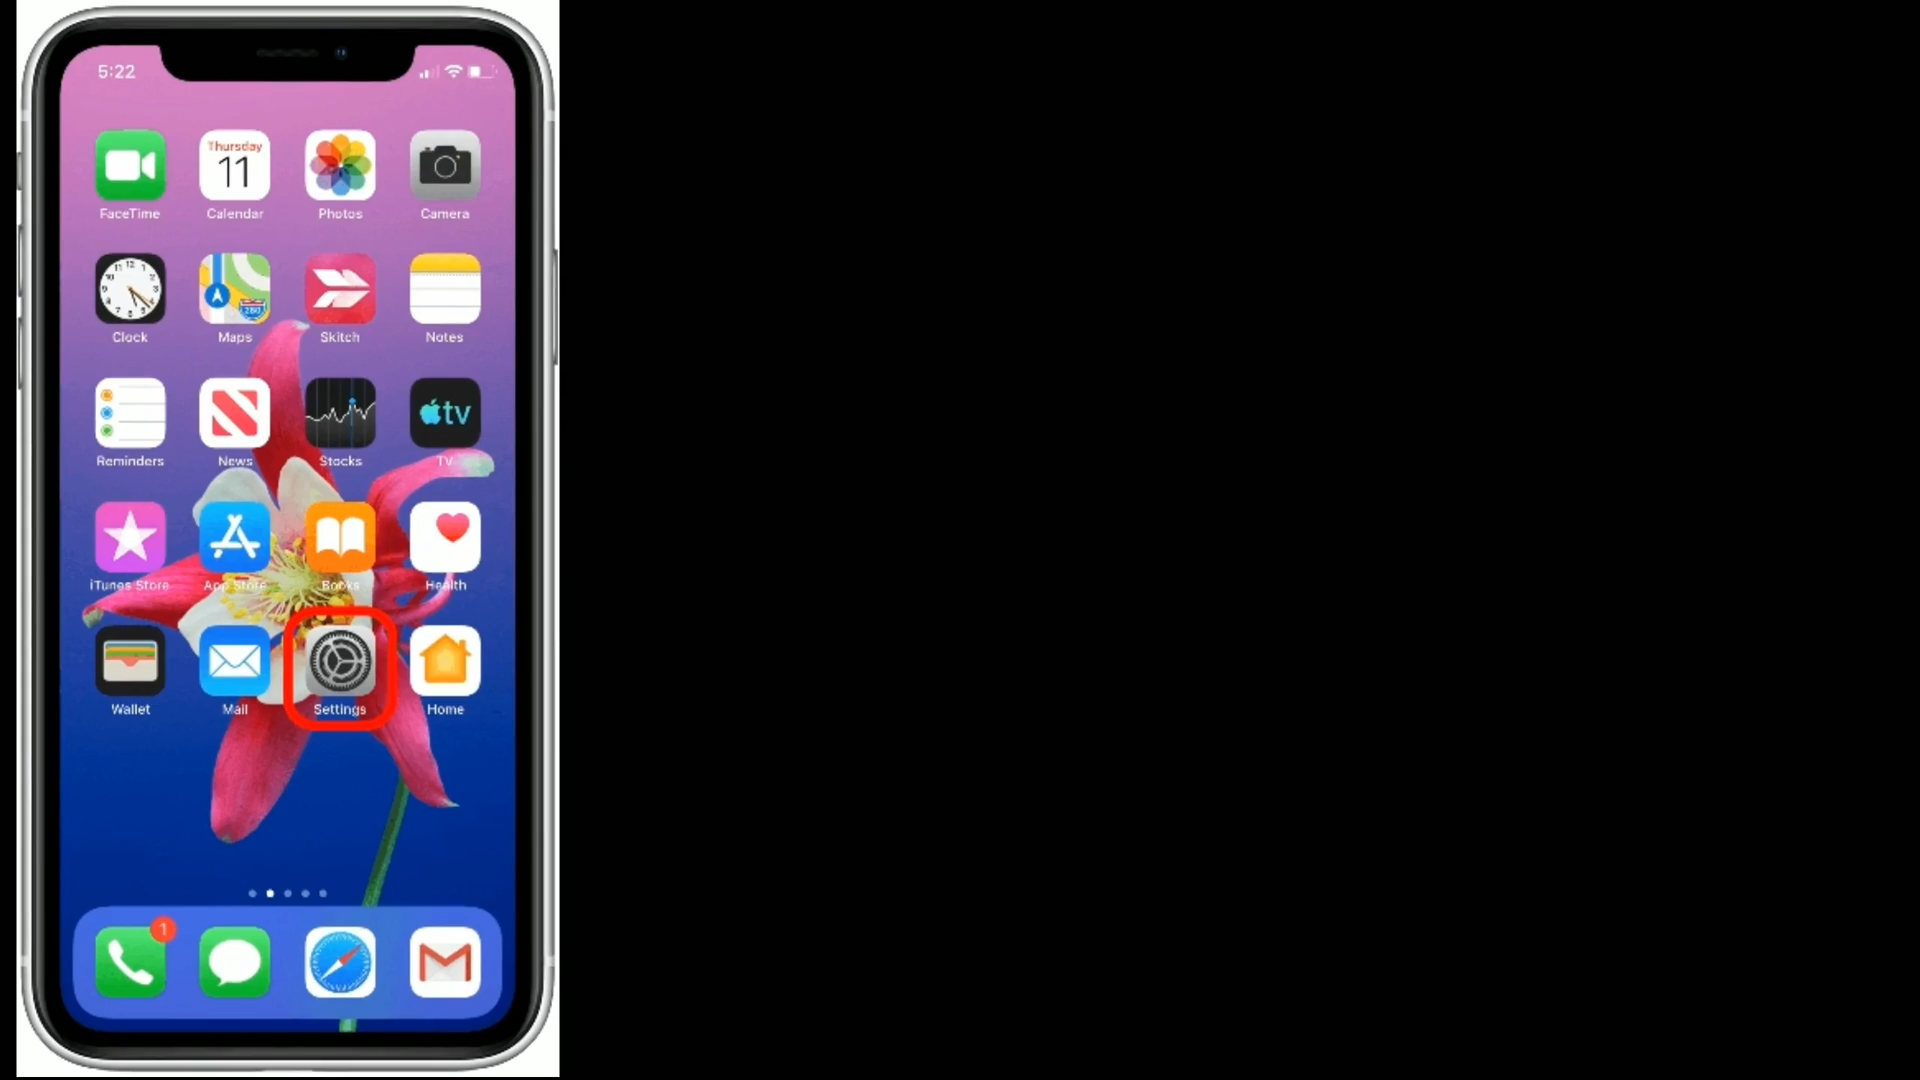 5:22
Thursday
11
FaceTime
Calendar
Photos
Camera
280
Clock
Maps
Skitch
Notes
tv
Reminders
News
Stocks
TV
iTunes Store
App Store
Books
Health
Wallet
Mail
Settings
Home
1